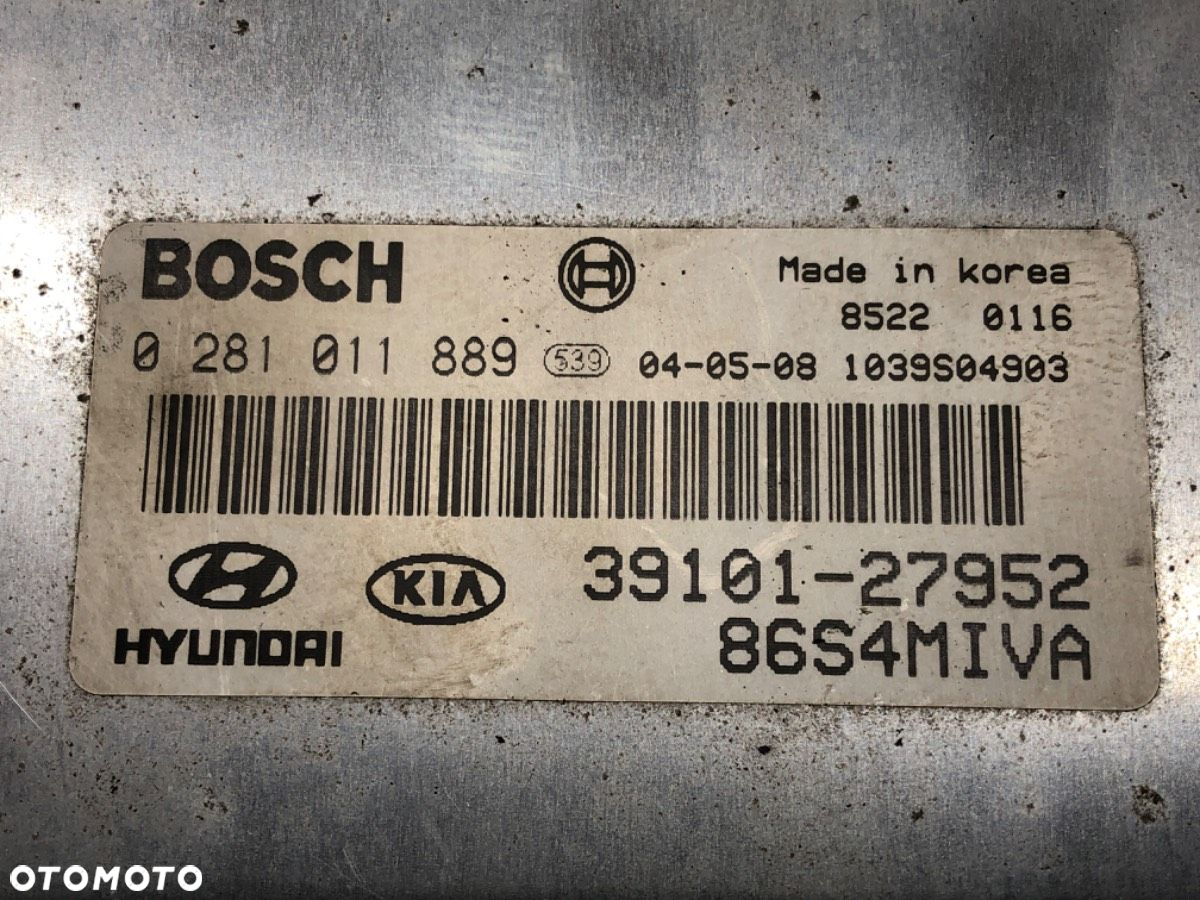 BOSCH
Made in korea
8522 0116
0 281 011 889 539 04-05-08 1039S04903
KIA 39101-27952
HYUNDAI 86S4MIVA
OTOMOTO